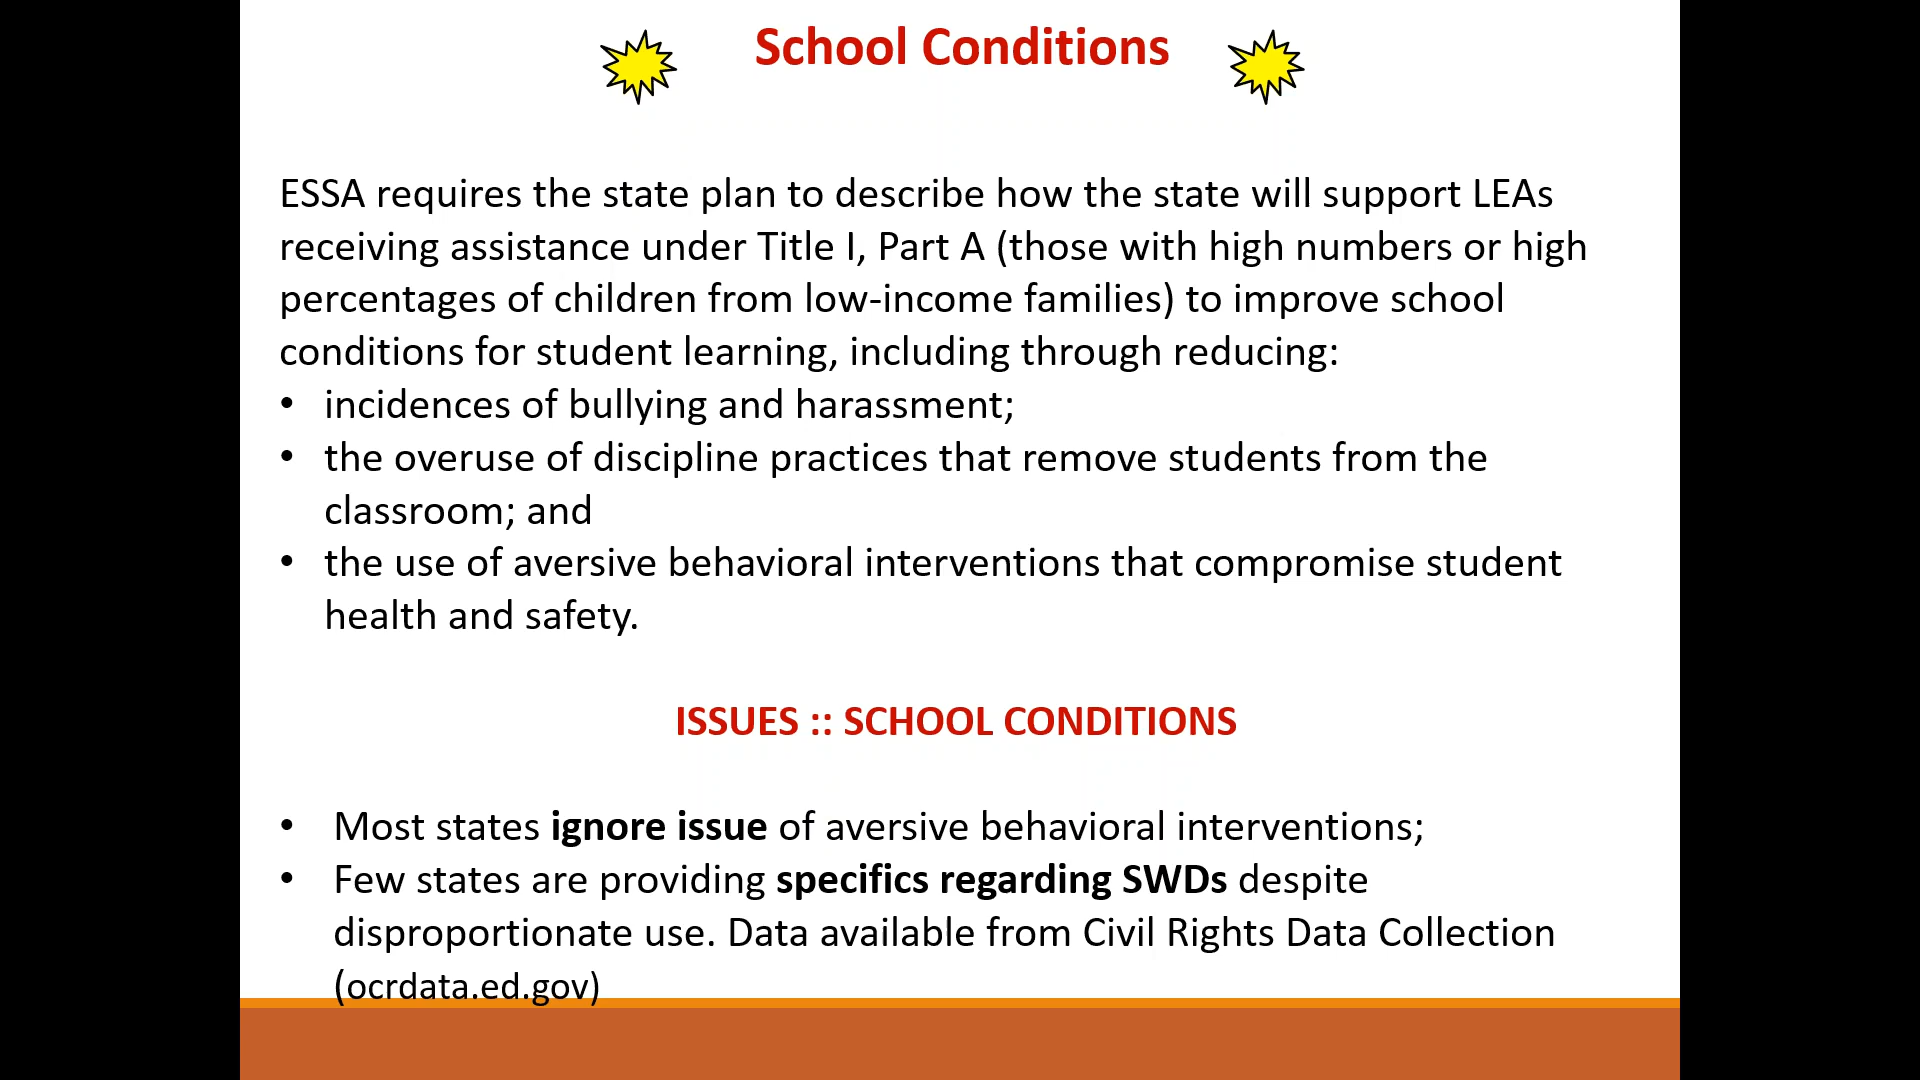 School Conditions
ESSA requires the state plan to describe how the state will support LEAs
receiving assistance under Title I, Part A (those with high numbers or high
percentages of children from low-income families) to improve school
conditions for student learning, including through reducing:
• incidences of bullying and harassment;
• the overuse of discipline practices that remove students from the
classroom; and
• the use of aversive behavioral interventions that compromise student
health and safety.
ISSUES :: SCHOOL CONDITIONS
• Most states ignore issue of aversive behavioral interventions;
• Few states are providing specifics regarding SWDs despite
disproportionate use. Data available from Civil Rights Data Collection
(ocrdata.ed.gov)